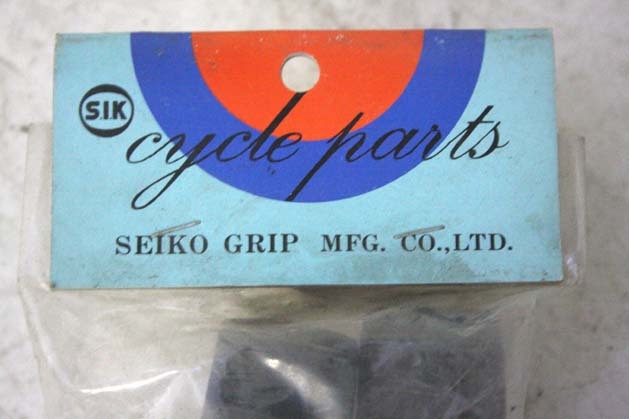 S.I.K
cycle parts
SEIKO GRIP MFG. CO.,LTD.